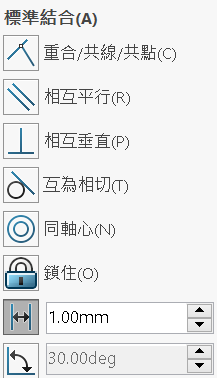 標準結合(A)
重合/共線/共點(C)
相互平行(R)
相互垂直(P)
互為相切(T)
同軸心(N)
鎖住(O)
1.00mm
30.00deg